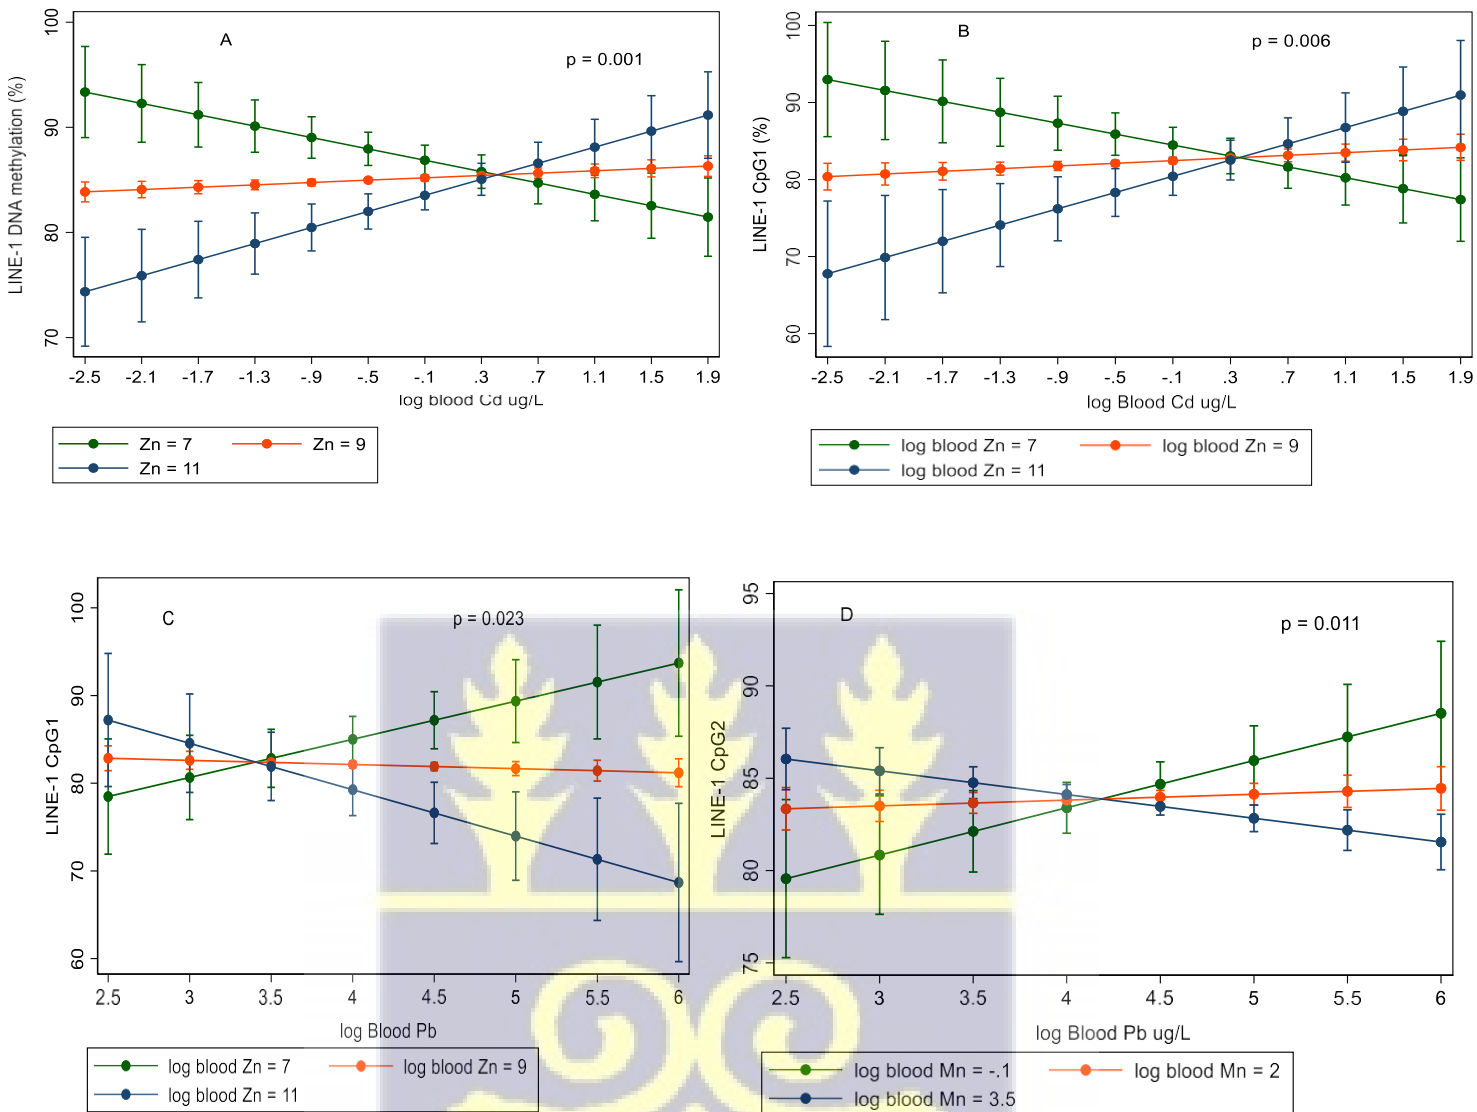 A
p = 0.001
LINE-1 DDNA methylation (%)
100
90
80
70
-2.5 -2.1 -1.7 -1.3 -.9 -.5 -.1 .3 .7 1.1 1.5 1.9
log blood Cd ug/L
Zn = 7 Zn = 9
Zn = 11
B
p = 0.006
LINE-1 CpG1 (%)
100
90
80
70
60
-2.5 -2.1 -1.7 -1.3 -.9 -.5 -.1 .3 .7 1.1 1.5 1.9
log Blood Cd ug/L
log blood Zn = 7 log blood Zn = 9
log blood Zn = 11
C
p = 0.023
LINE-1 CpG1
100
90
80
70
60
2.5 3 3.5 4 4.5 5 5.5 6
log Blood Pb
log blood Zn = 7 log blood Zn = 9
log blood Zn = 11
D
p = 0.011
LINE-1 CpG2
95
90
85
80
75
2.5 3 3.5 4 4.5 5 5.5 6
log Blood Pb ug/L
log blood Mn = -.1 log blood Mn = 2
log blood Mn = 3.5